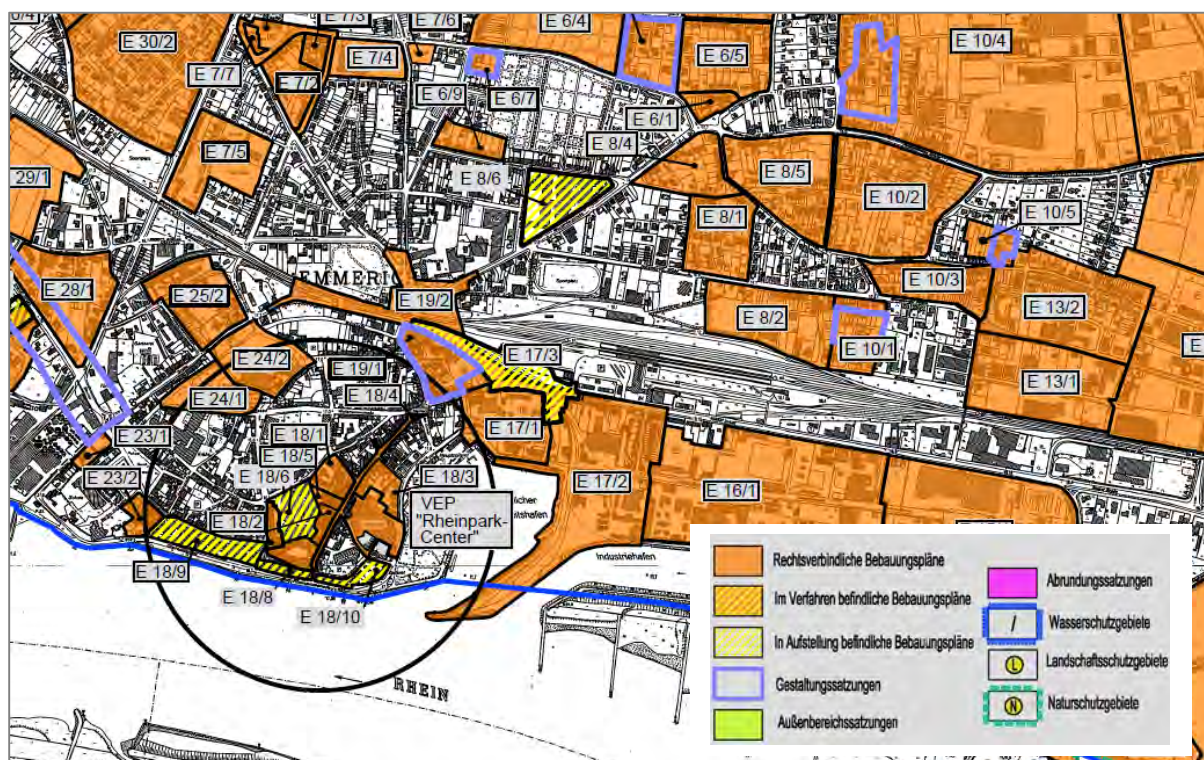 E 30/2
E 7/3
E 7/6
E 6/4
E 10/4
E 7/7
E 7/2
E 7/4
E 6/5
E 6/9
E 6/7
E 6/1
E 7/5
E 8/4
29/1
E 8/6
E 8/5
E 10/2
E 8/1
E 10/5
EMMERIC
E 10/3
E 28/1
E 25/2
E 19/2
E 13/2
E 8/2
E 10/1
E
E 24/2
E 19/1
E 17/3
E 18/4
E 13/1
E 24/1
E 23/1
E 18/1
E 17/1
E 18/5
E 18/6
E 18/3
E 23/2
E 17/2
E 16/1
VEP
"Rheinpark-
Center"
licher
E 18/2
Industriehafen
E 18/9
E 18/8
E 18/10
RHEIN
Rechtsverbindliche Bebauungspläne
Im Verfahren befindliche Bebauungspläne
In Aufstellung befindliche Bebauungspläne
Gestaltungssatzungen
Außenbereichssatzungen
Abrundungssatzungen
/
Wasserschutzgebiete
L
Landschaftsschutzgebiete
N
Naturschutzgebiete